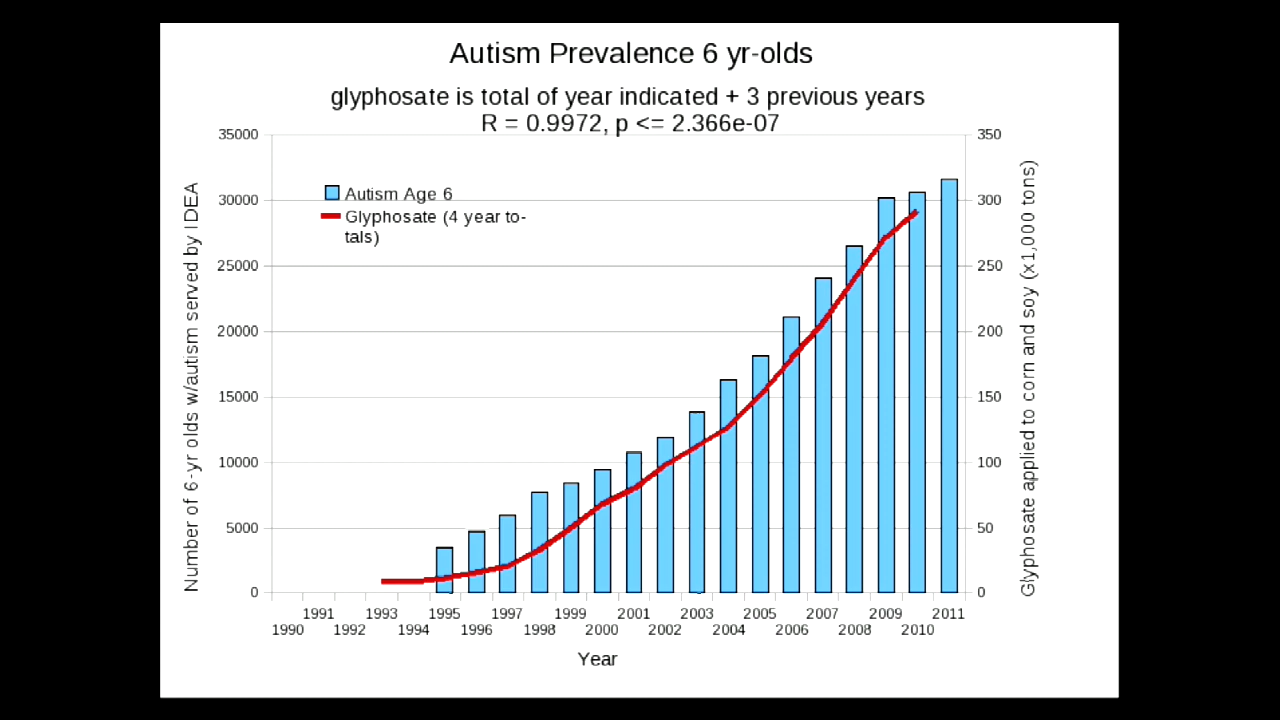 Autism Prevalence 6 yr-olds
glyphosate is total of year indicated + 3 previous years
R = 0.9972, p <= 2.366e-07
Number of 6-yr olds w/autism served by IDEA
35000
30000
25000
20000
15000
10000
5000
0
Autism Age 6
Glyphosate (4 year to-
tals)
350
300
250
200
150
100
50
0
Glyphosate applied to corn and soy (x1,000 tons)
1991 1993 1995 1997 1999 2001 2003 2005 2007 2009 2011
1990 1992 1994 1996 1998 2000 2002 2004 2006 2008 2010
Year